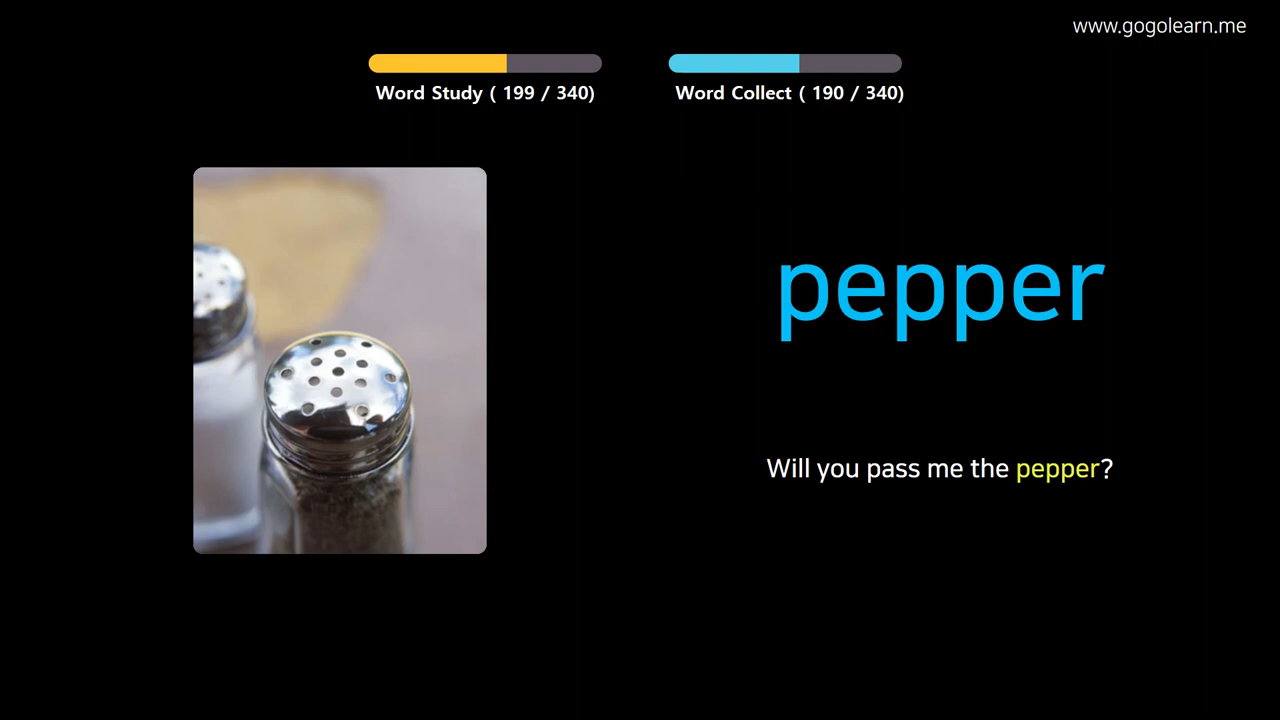 www.gogolearn.me
Word Study ( 199 / 340)
Word Collect ( 190 / 340)
pepper
Will you pass me the pepper?